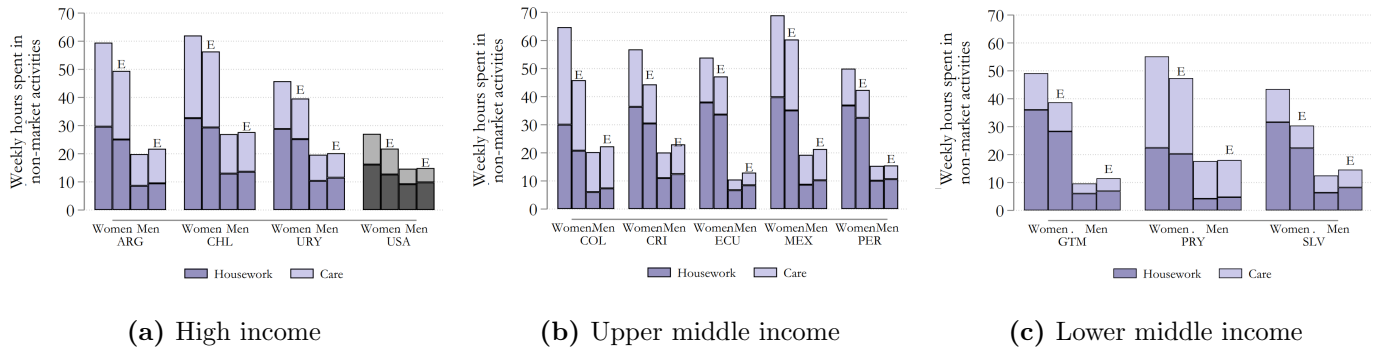 Weekly hours spent in
non-market activities
70
60
50
40
30
20
10
0
E
E
E
E
E
E
E
E
Women Men
ARG
Women Men
CHL
Women Men
URY
Women Men
USA
Housework
Care
(a) High income
Weekly hours spent in
non-market activities
70
60
50
40
30
20
10
0
E
E
E
E
E
E
E
E
E
E
WomenMen
COL
WomenMen
CRI
WomenMen
ECU
WomenMen
MEX
WomenMen
PER
Housework
Care
(b) Upper middle income
Weekly hours spent in
non-market activities
70
60
50
40
30
20
10
0
E
E
E
E
E
E
Women . Men
GTM
Women . Men
PRY
Women . Men
SLV
Housework
Care
(c) Lower middle income